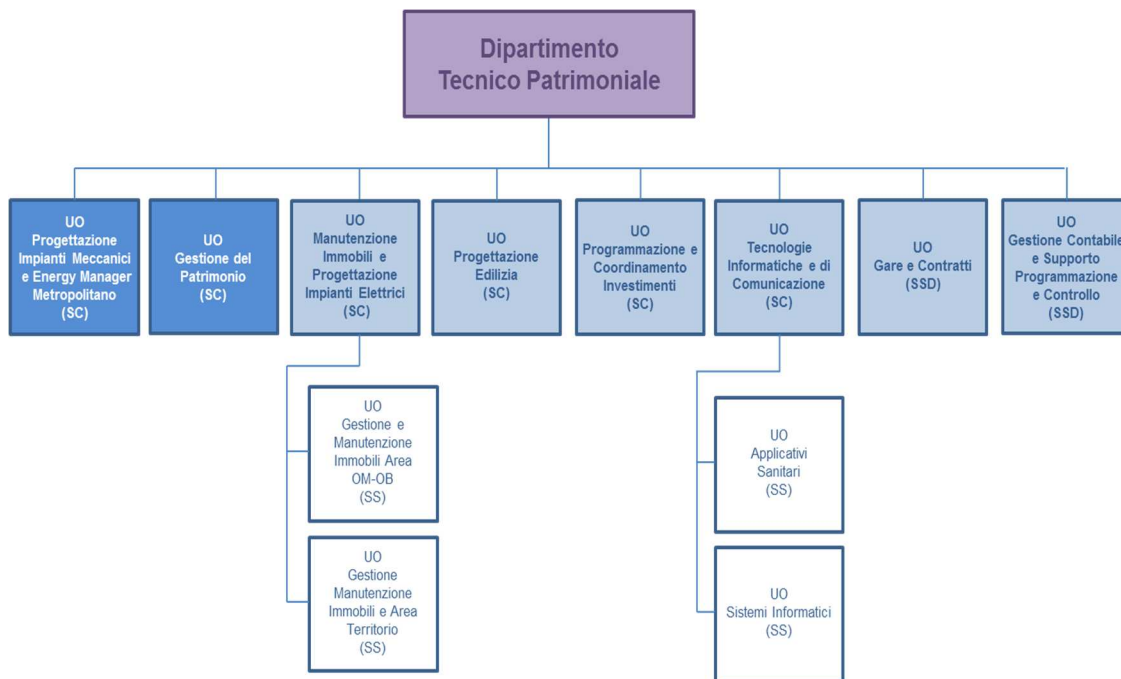 Dipartimento
Tecnico Patrimoniale
UO
Progettazione
Impianti Meccanici
e Energy Manager
Metropolitano
(SC)
UO
Gestione del
Patrimonio
(SC)
UO
Manutenzione
Immobili e
Progettazione
Impianti Elettrici
(SC)
UO
Progettazione
Edilizia
(SC)
UO
Programmazione e
Coordinamento
Investimenti
(SC)
UO
Tecnologie
Informatiche e di
Comunicazione
(SC)
UO
Gare e Contratti
(SSD)
UO
Gestione Contabile
e Supporto
Programmazione
e Controllo
(SSD)
UO
Gestione e
Manutenzione
Immobili Area
OM-OB
(SS)
UO
Gestione
Manutenzione
Immobili e Area
Territorio
(SS)
UO
Applicativi
Sanitari
(SS)
UO
Sistemi Informatici
(SS)